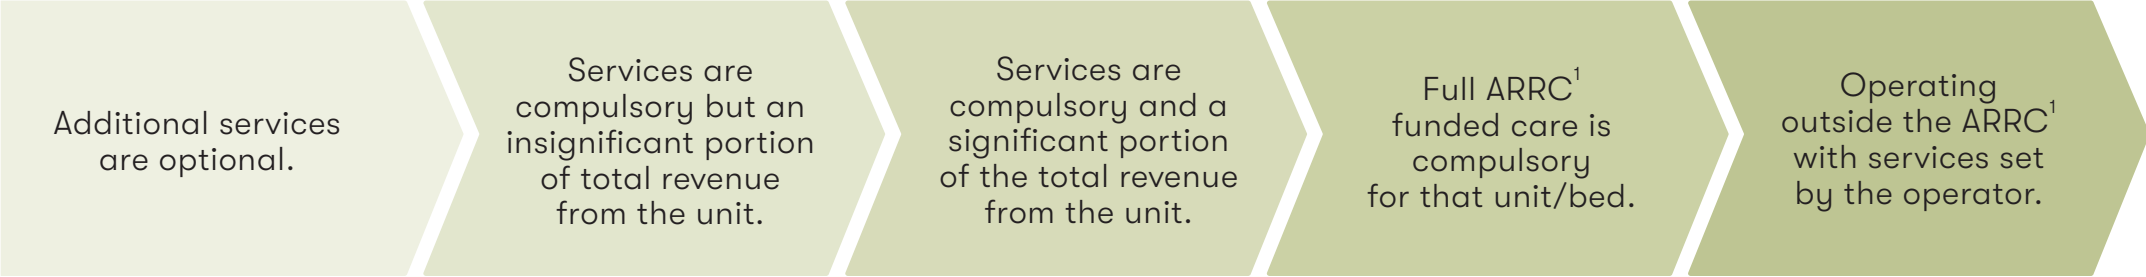 Additional services
are optional.
Services are
compulsory but an
insignificant portion
of total revenue
from the unit.
Services are
compulsory and a
significant portion
of the total revenue
from the unit.
Full ARRC¹
funded care is
compulsory
for that unit/bed.
Operating
outside the ARRC¹
with services set
by the operator.